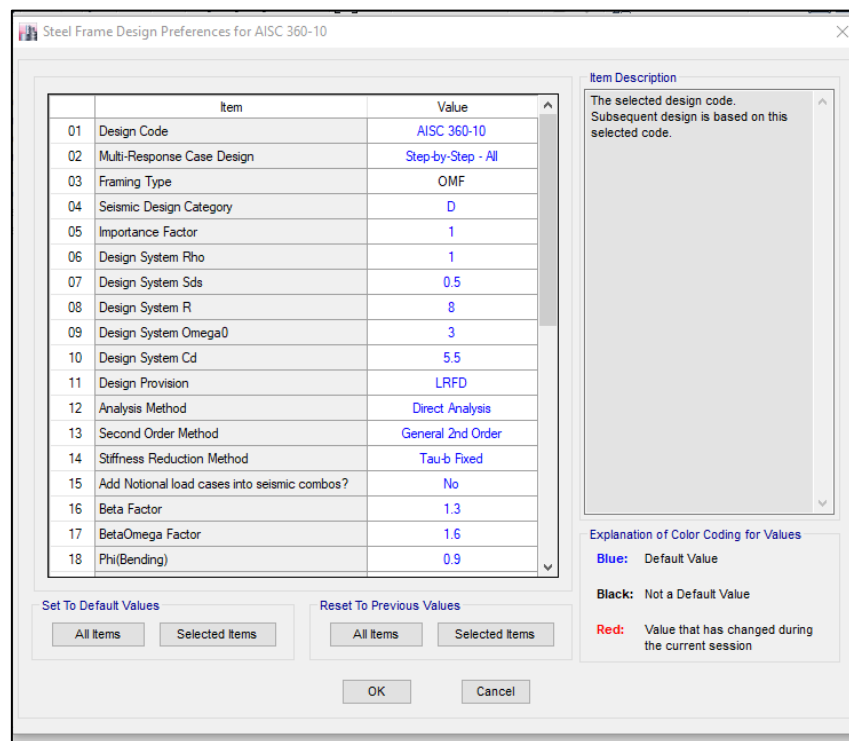 Steel Frame Design Preferences for AISC 360-10
Item Value
01 Design Code AISC 360-10
02 Multi-Response Case Design Step-by-Step - All
03 Framing Type OMF
04 Seismic Design Category D
05 Importance Factor 1
06 Design System Rho 1
07 Design System Sds 0.5
08 Design System R 8
09 Design System Omega0 3
10 Design System Cd 5.5
11 Design Provision LRFD
12 Analysis Method Direct Analysis
13 Second Order Method General 2nd Order
14 Stiffness Reduction Method Tau-b Fixed
15 Add Notional load cases into seismic combos? No
16 Beta Factor 1.3
17 BetaOmega Factor 1.6
18 Phi(Bending) 0.9
Item Description
The selected design code.
Subsequent design is based on this
selected code.
Explanation of Color Coding for Values
Blue: Default Value
Black: Not a Default Value
Red: Value that has changed during
the current session
Set To Default Values
All Items Selected Items
Reset To Previous Values
All Items Selected Items
OK Cancel